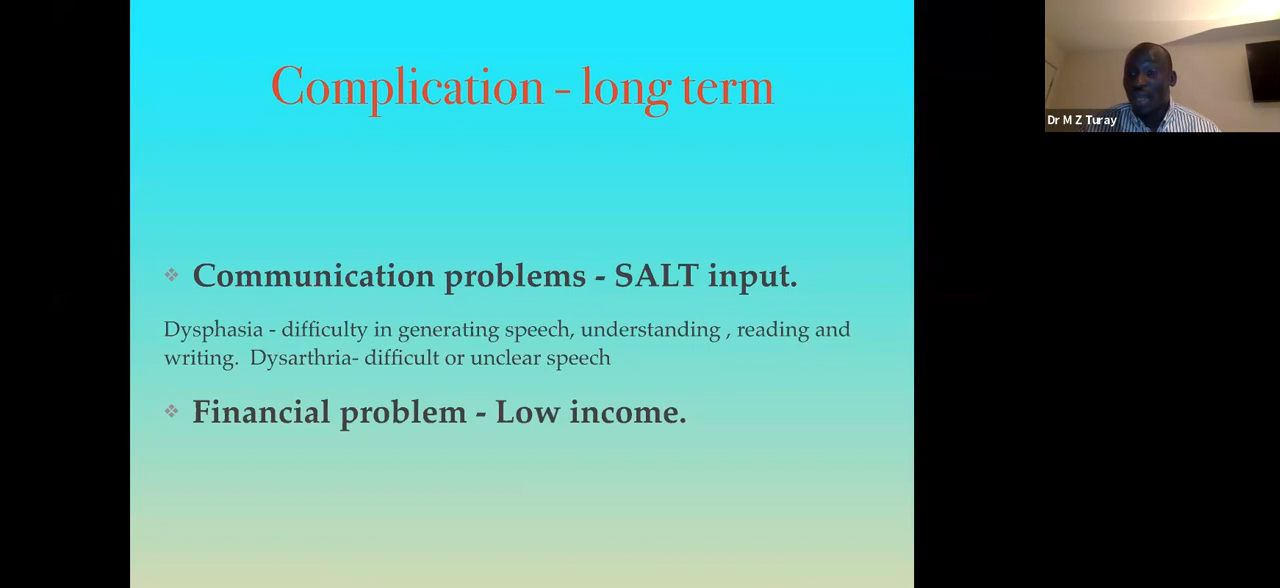 Complication - long term
Dr M Z Turay
❖ Communication problems - SALT input.
Dysphasia - difficulty in generating speech, understanding , reading and
writing.  Dysarthria- difficult or unclear speech
❖ Financial problem - Low income.